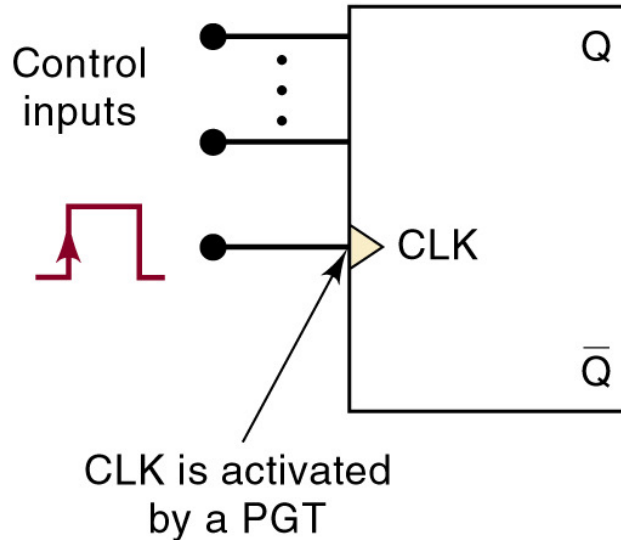 Control
inputs
Q
CLK
Q̅
CLK is activated
by a PGT